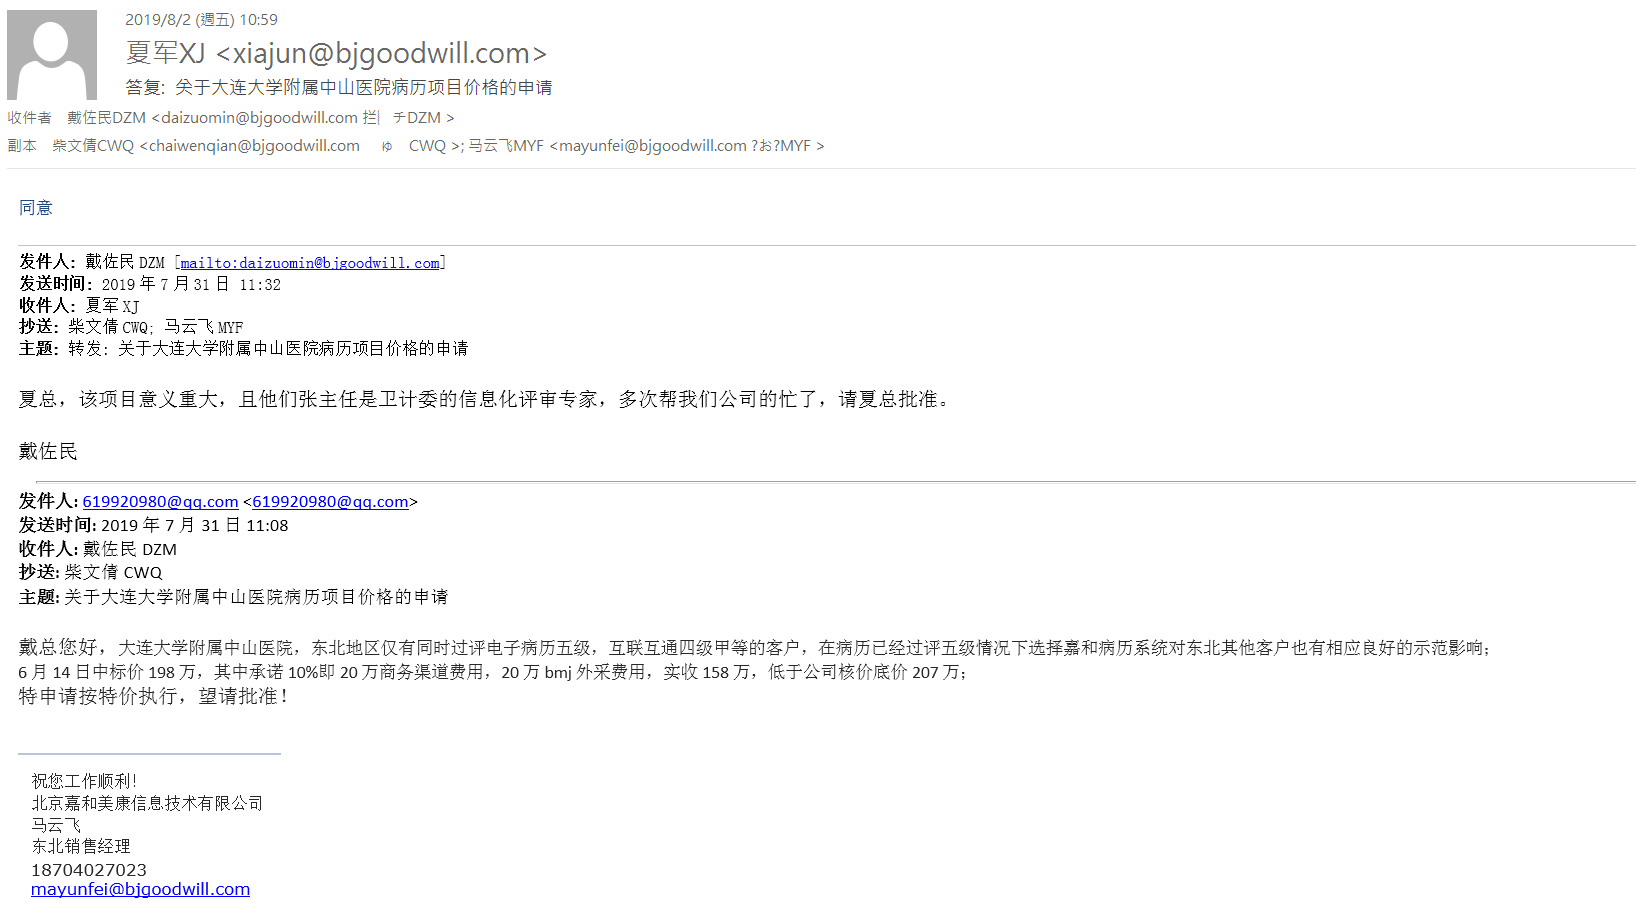 2019/8/2 (週五) 10:59
夏军XJ <xiajun@bjgoodwill.com>
答复: 关于大连大学附属中山医院病历项目价格的申请
收件者 戴佐民DZM <daizuomin@bjgoodwill.com 拦| 子DZM >
副本 柴文倩CWQ <chaiwenqian@bjgoodwill.com ゅ CWQ >; 马云飞MYF <mayunfei@bjgoodwill.com ?お?MYF >
同意
发件人: 戴佐民 DZM [mailto:daizuomin@bjgoodwill.com]
发送时间: 2019 年 7 月 31 日 11:32
收件人: 夏军 XJ
抄送: 柴文倩 CWQ; 马云飞 MYF
主题: 转发: 关于大连大学附属中山医院病历项目价格的申请
夏总，该项目意义重大，且他们张主任是卫计委的信息化评审专家，多次帮我们公司的忙了，请夏总批准。
戴佐民
发件人: 619920980@qq.com <619920980@qq.com>
发送时间: 2019 年 7 月 31 日 11:08
收件人: 戴佐民 DZM
抄送: 柴文倩 CWQ
主题: 关于大连大学附属中山医院病历项目价格的申请
戴总您好，大连大学附属中山医院，东北地区仅有同时过评电子病历五级，互联互通四级甲等的客户，在病历已经过评五级情况下选择嘉和病历系统对东北其他客户也有相应良好的示范影响；
6 月 14 日中标价 198 万，其中承诺 10%即 20 万商务渠道费用，20 万 bmj 外采费用，实收 158 万，低于公司核价底价 207 万；
特申请按特价执行，望请批准！
祝您工作顺利！
北京嘉和美康信息技术有限公司
马云飞
东北销售经理
18704027023
mayunfei@bjgoodwill.com